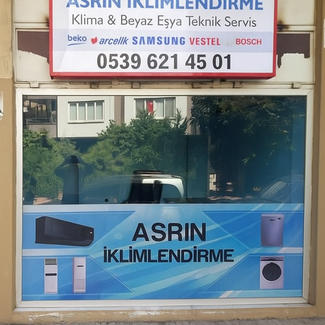 ASRIN İKLİMLENDİRME
Klima & Beyaz Eşya Teknik Servis
beko arcelik SAMSUNG VESTEL BOSCH
0539 621 45 01
ASRIN
İKLİMLENDİRME